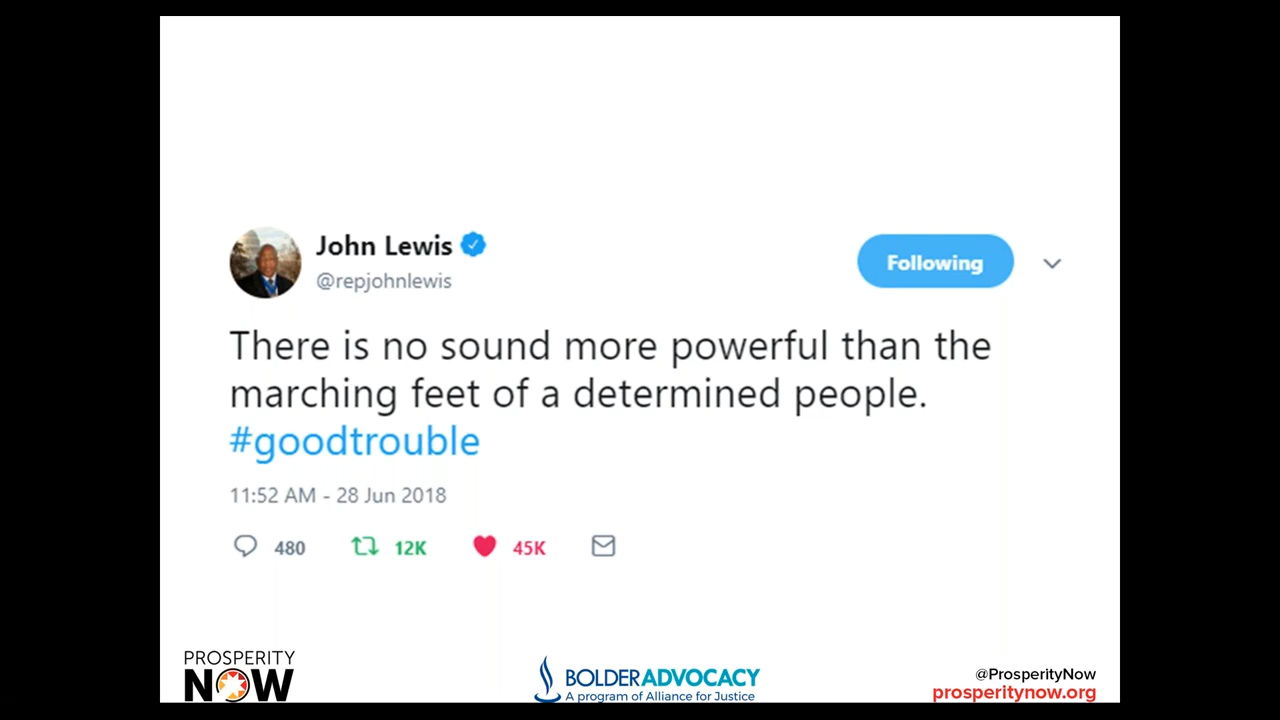 John Lewis
@repjohnlewis
Following
There is no sound more powerful than the
marching feet of a determined people.
#goodtrouble
11:52 AM - 28 Jun 2018
480 12K 45K
PROSPERITY
NOW
BOLDERADVOCACY
A program of Alliance for Justice
@ProsperityNow
prosperitynow.org